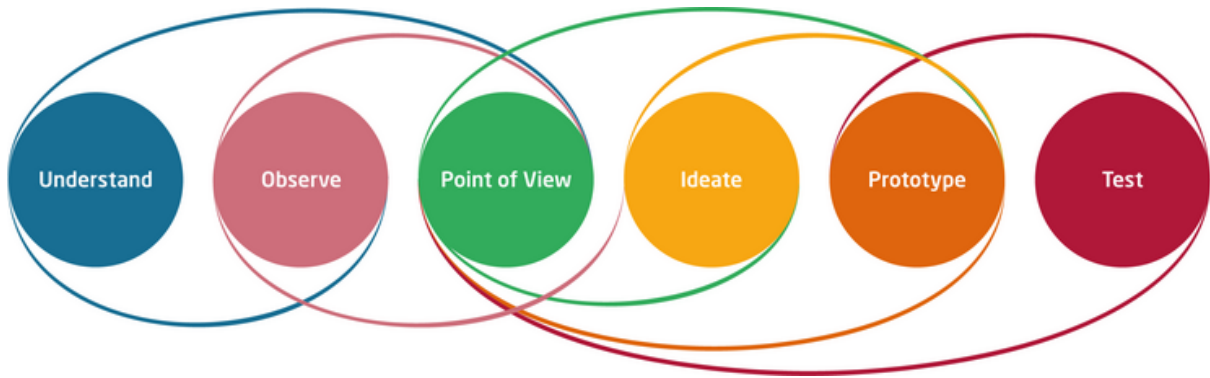 Understand
Observe
Point of View
Ideate
Prototype
Test